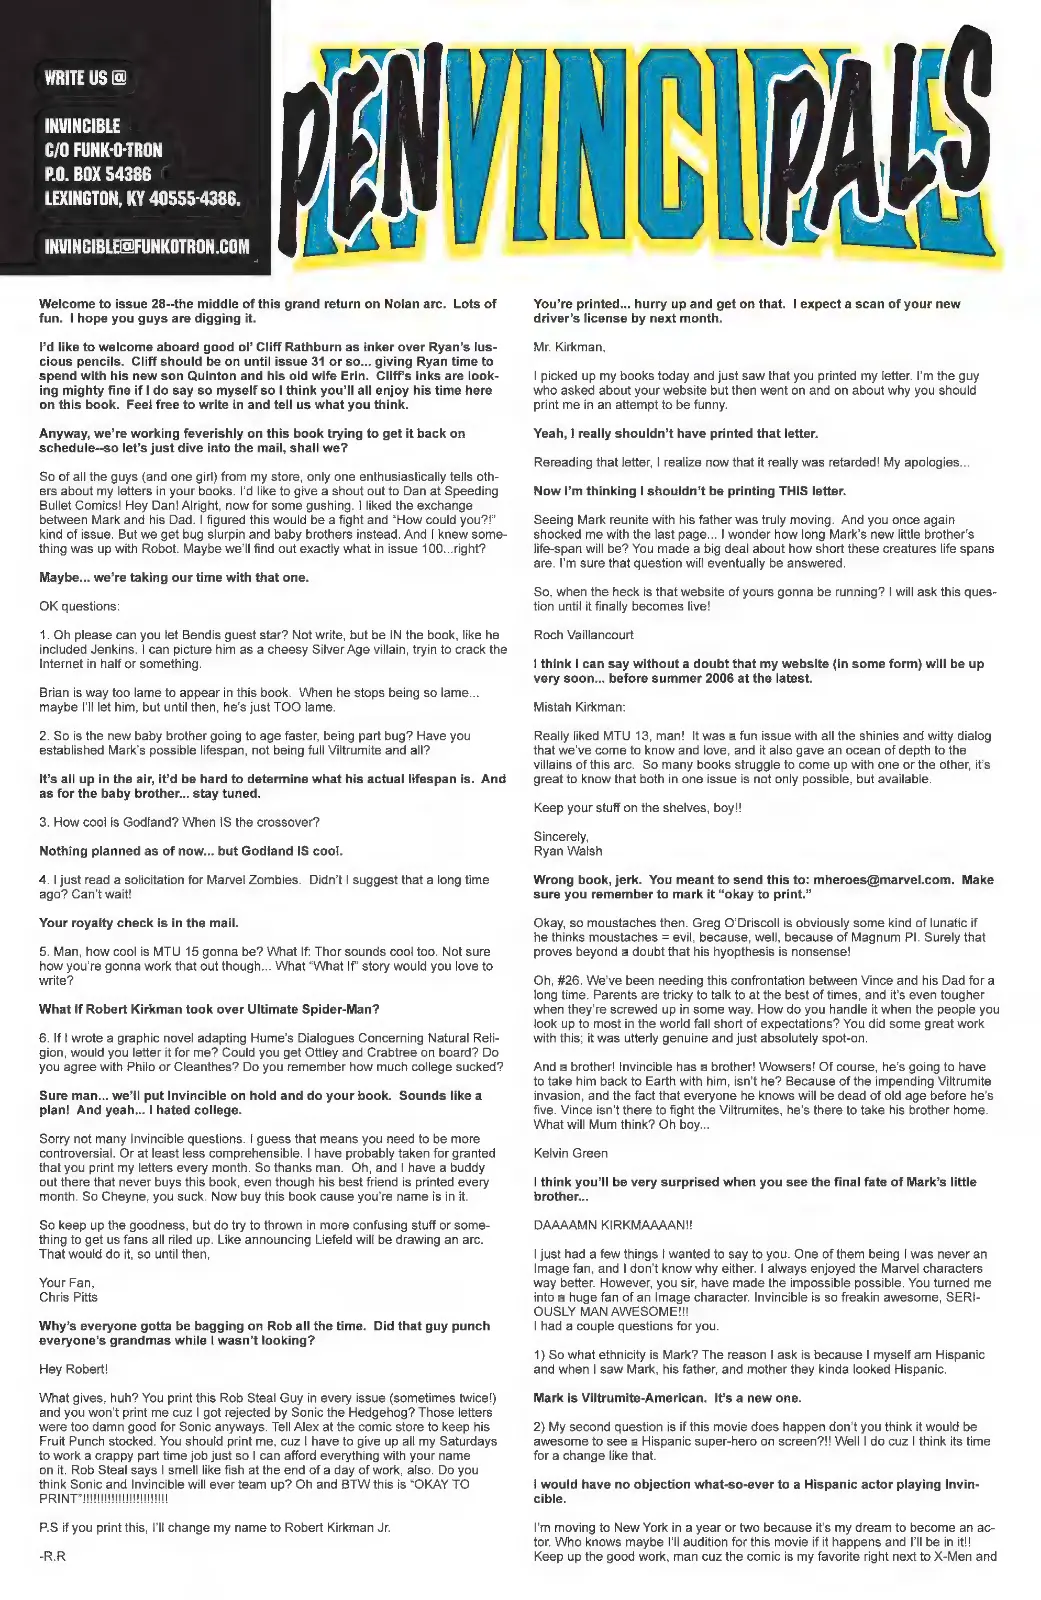 WRITE US @
INVINCIBLE
C/O FUNK-O-TRON
P.O. BOX 54386
LEXINGTON, KY 40555-4386.
INVINCIBLE@FUNKOTRON.COM
INVINCIBLE
PEN PALS
Welcome to issue 28--the middle of this grand return on Nolan arc.  Lots of
fun.  I hope you guys are digging it.
I'd like to welcome aboard good ol' Cliff Rathburn as inker over Ryan's lus-
cious pencils.  Cliff should be on until issue 31 or so... giving Ryan time to
spend with his new son Quinton and his old wife Erin.  Cliff's inks are look-
ing mighty fine if I do say so myself so I think you'll all enjoy his time here
on this book.  Feel free to write in and tell us what you think.
Anyway, we're working feverishly on this book trying to get it back on
schedule--so let's just dive into the mail, shall we?
So of all the guys (and one girl) from my store, only one enthusiastically tells oth-
ers about my letters in your books. I'd like to give a shout out to Dan at Speeding
Bullet Comics! Hey Dan! Alright, now for some gushing. I liked the exchange
between Mark and his Dad. I figured this would be a fight and "How could you?!"
kind of issue. But we get bug slurpin and baby brothers instead. And I knew some-
thing was up with Robot. Maybe we'll find out exactly what in issue 100...right?
Maybe... we're taking our time with that one.
OK questions:
1. Oh please can you let Bendis guest star? Not write, but be IN the book, like he
included Jenkins. I can picture him as a cheesy Silver Age villain, tryin to crack the
Internet in half or something.
Brian is way too lame to appear in this book.  When he stops being so lame...
maybe I'll let him, but until then, he's just TOO lame.
2. So is the new baby brother going to age faster, being part bug? Have you
established Mark's possible lifespan, not being full Viltrumite and all?
It's all up in the air, it'd be hard to determine what his actual lifespan is.  And
as for the baby brother... stay tuned.
3. How cool is Godland? When IS the crossover?
Nothing planned as of now... but Godland IS cool.
4. I just read a solicitation for Marvel Zombies.  Didn't I suggest that a long time
ago? Can't wait!
Your royalty check is in the mail.
5. Man, how cool is MTU 15 gonna be? What If: Thor sounds cool too. Not sure
how you're gonna work that out though... What "What If" story would you love to
write?
What If Robert Kirkman took over Ultimate Spider-Man?
6. If I wrote a graphic novel adapting Hume's Dialogues Concerning Natural Reli-
gion, would you letter it for me? Could you get Ottley and Crabtree on board? Do
you agree with Philo or Cleanthes? Do you remember how much college sucked?
Sure man... we'll put Invincible on hold and do your book.  Sounds like a
plan!  And yeah... I hated college.
Sorry not many Invincible questions. I guess that means you need to be more
controversial. Or at least less comprehensible. I have probably taken for granted
that you print my letters every month. So thanks man.  Oh, and I have a buddy
out there that never buys this book, even though his best friend is printed every
month. So Cheyne, you suck. Now buy this book cause you're name is in it.
So keep up the goodness, but do try to thrown in more confusing stuff or some-
thing to get us fans all riled up. Like announcing Liefeld will be drawing an arc.
That would do it, so until then,
Your Fan,
Chris Pitts
Why's everyone gotta be bagging on Rob all the time.  Did that guy punch
everyone's grandmas while I wasn't looking?
Hey Robert!
What gives, huh? You print this Rob Steal Guy in every issue (sometimes twice!)
and you won't print me cuz I got rejected by Sonic the Hedgehog? Those letters
were too damn good for Sonic anyways. Tell Alex at the comic store to keep his
Fruit Punch stocked. You should print me, cuz I have to give up all my Saturdays
to work a crappy part time job just so I can afford everything with your name
on it. Rob Steal says I smell like fish at the end of a day of work, also. Do you
think Sonic and Invincible will ever team up? Oh and BTW this is "OKAY TO
PRINT"!!!!!!!!!!!!!!!!!!!!!!!!
P.S if you print this, I'll change my name to Robert Kirkman Jr.
-R.R
You're printed... hurry up and get on that.  I expect a scan of your new
driver's license by next month.
Mr. Kirkman,
I picked up my books today and just saw that you printed my letter. I'm the guy
who asked about your website but then went on and on about why you should
print me in an attempt to be funny.
Yeah, I really shouldn't have printed that letter.
Rereading that letter, I realize now that it really was retarded! My apologies...
Now I'm thinking I shouldn't be printing THIS letter.
Seeing Mark reunite with his father was truly moving.  And you once again
shocked me with the last page... I wonder how long Mark's new little brother's
life-span will be? You made a big deal about how short these creatures life spans
are. I'm sure that question will eventually be answered.
So, when the heck is that website of yours gonna be running? I will ask this ques-
tion until it finally becomes live!
Roch Vaillancourt
I think I can say without a doubt that my website (in some form) will be up
very soon... before summer 2006 at the latest.
Mistah Kirkman:
Really liked MTU 13, man!  It was a fun issue with all the shinies and witty dialog
that we've come to know and love, and it also gave an ocean of depth to the
villains of this arc.  So many books struggle to come up with one or the other, it's
great to know that both in one issue is not only possible, but available.
Keep your stuff on the shelves, boy!!
Sincerely,
Ryan Walsh
Wrong book, jerk.  You meant to send this to: mheroes@marvel.com.  Make
sure you remember to mark it "okay to print."
Okay, so moustaches then. Greg O'Driscoll is obviously some kind of lunatic if
he thinks moustaches = evil, because, well, because of Magnum PI. Surely that
proves beyond a doubt that his hyopthesis is nonsense!
Oh, #26. We've been needing this confrontation between Vince and his Dad for a
long time. Parents are tricky to talk to at the best of times, and it's even tougher
when they're screwed up in some way. How do you handle it when the people you
look up to most in the world fall short of expectations? You did some great work
with this; it was utterly genuine and just absolutely spot-on.
And a brother! Invincible has a brother! Wowsers! Of course, he's going to have
to take him back to Earth with him, isn't he? Because of the impending Viltrumite
invasion, and the fact that everyone he knows will be dead of old age before he's
five. Vince isn't there to fight the Viltrumites, he's there to take his brother home.
What will Mum think? Oh boy...
Kelvin Green
I think you'll be very surprised when you see the final fate of Mark's little
brother...
DAAAAMN KIRKMAAAAN!!
I just had a few things I wanted to say to you. One of them being I was never an
Image fan, and I don't know why either. I always enjoyed the Marvel characters
way better. However, you sir, have made the impossible possible. You turned me
into a huge fan of an Image character. Invincible is so freakin awesome, SERI-
OUSLY MAN AWESOME!!!
I had a couple questions for you.
1) So what ethnicity is Mark? The reason I ask is because I myself am Hispanic
and when I saw Mark, his father, and mother they kinda looked Hispanic.
Mark is Viltrumite-American.  It's a new one.
2) My second question is if this movie does happen don't you think it would be
awesome to see a Hispanic super-hero on screen?!! Well I do cuz I think its time
for a change like that.
I would have no objection what-so-ever to a Hispanic actor playing Invin-
cible.
I'm moving to New York in a year or two because it's my dream to become an ac-
tor. Who knows maybe I'll audition for this movie if it happens and I'll be in it!!
Keep up the good work, man cuz the comic is my favorite right next to X-Men and